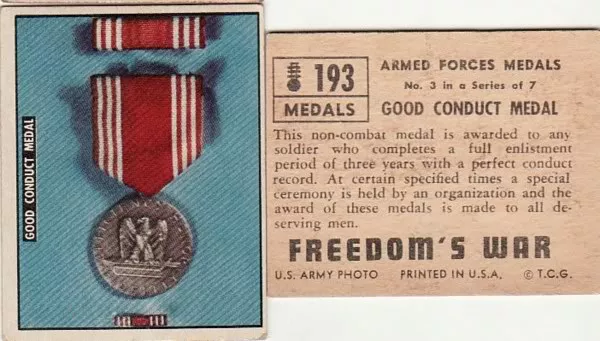 GOOD CONDUCT MEDAL
193
MEDALS
ARMED FORCES MEDALS
No. 3 in a Series of 7
GOOD CONDUCT MEDAL
This non-combat medal is awarded to any
soldier who completes a full enlistment
period of three years with a perfect conduct
record. At certain specified times a special
ceremony is held by an organization and the
award of these medals is made to all de-
serving men.
FREEDOM'S WAR
U.S. ARMY PHOTO PRINTED IN U.S.A. © T.C.G.